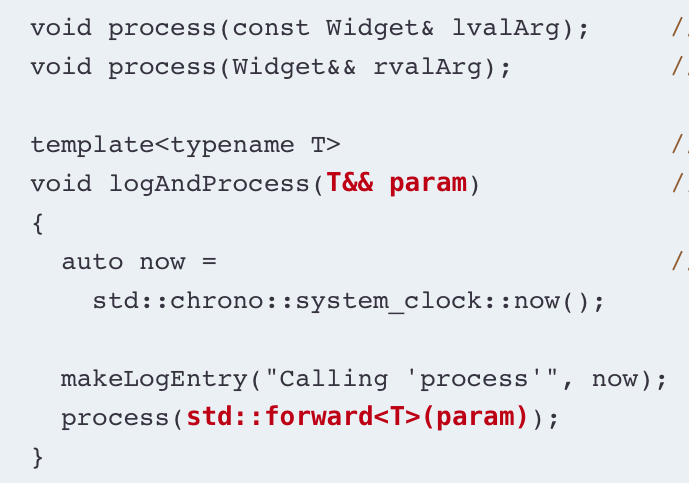 void process(const Widget& lvalArg); //
void process(Widget&& rvalArg); //
template<typename T> //
void logAndProcess(T&& param) //
{
auto now = //
std::chrono::system_clock::now();
makeLogEntry("Calling 'process'", now);
process(std::forward<T>(param));
}